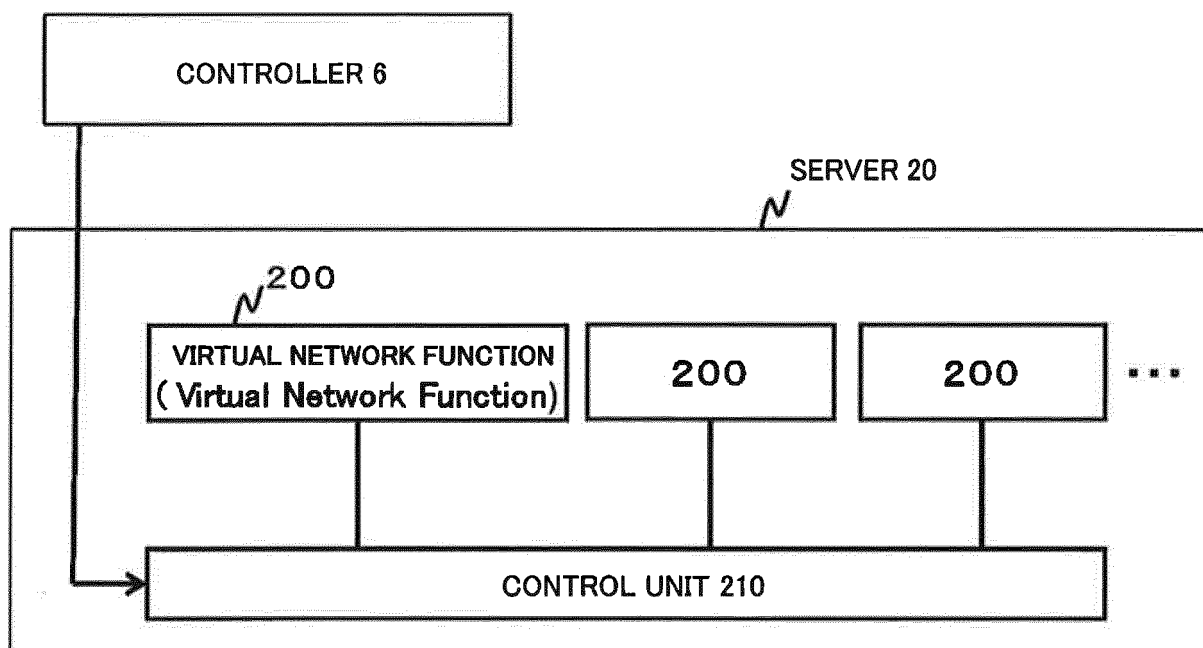 CONTROLLER 6
SERVER 20
200
VIRTUAL NETWORK FUNCTION
( Virtual Network Function)
200
200
...
CONTROL UNIT 210